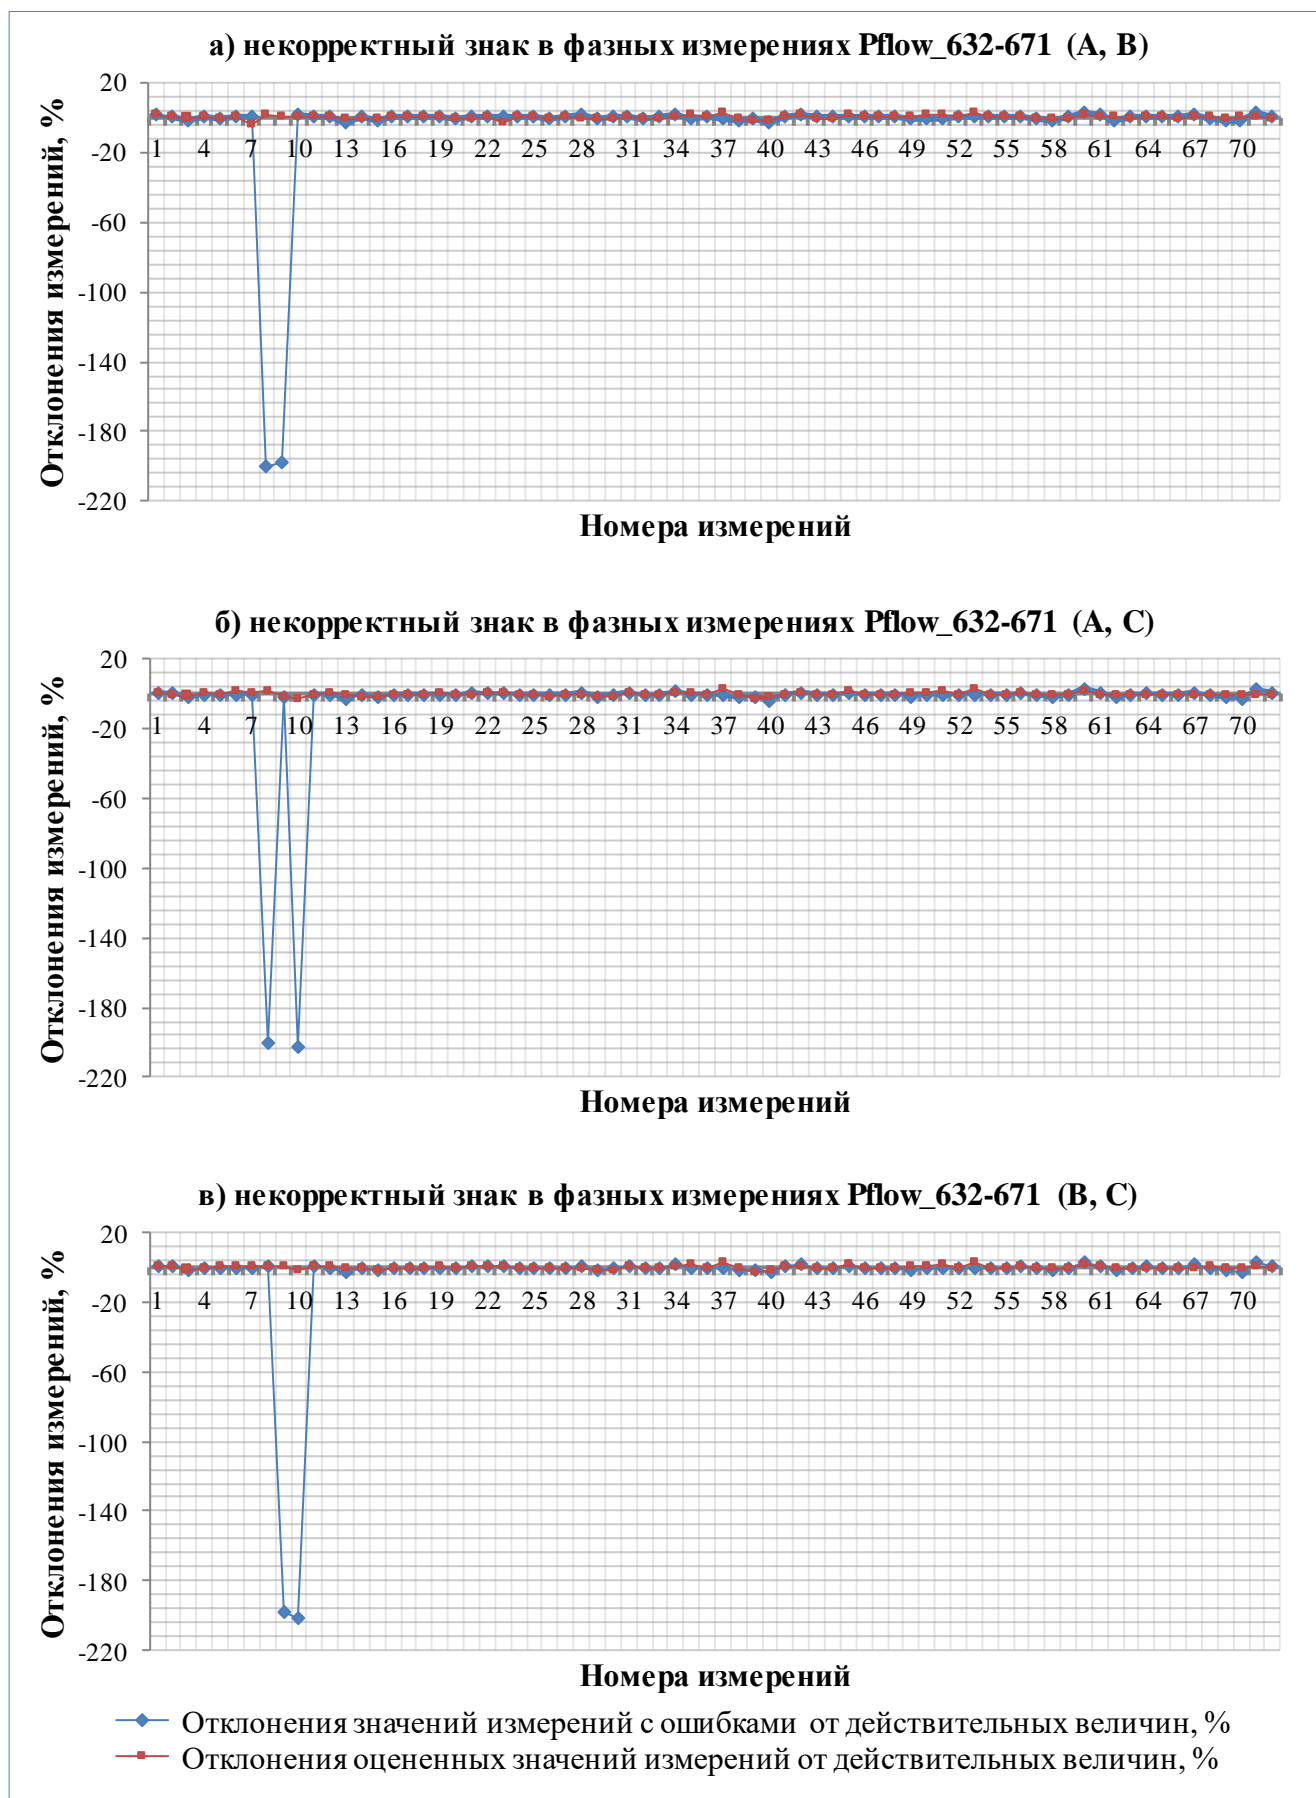 а) некорректный знак в фазных измерениях Pflow_632-671 (A, B)
Отклонения измерений, %
20
-20
-60
-100
-140
-180
-220
1 4 7 10 13 16 19 22 25 28 31 34 37 40 43 46 49 52 55 58 61 64 67 70
Номера измерений
б) некорректный знак в фазных измерениях Pflow_632-671 (A, C)
Отклонения измерений, %
20
-20
-60
-100
-140
-180
-220
1 4 7 10 13 16 19 22 25 28 31 34 37 40 43 46 49 52 55 58 61 64 67 70
Номера измерений
в) некорректный знак в фазных измерениях Pflow_632-671 (B, C)
Отклонения измерений, %
20
-20
-60
-100
-140
-180
-220
1 4 7 10 13 16 19 22 25 28 31 34 37 40 43 46 49 52 55 58 61 64 67 70
Номера измерений
Отклонения значений измерений с ошибками от действительных величин, %
Отклонения оцененных значений измерений от действительных величин, %